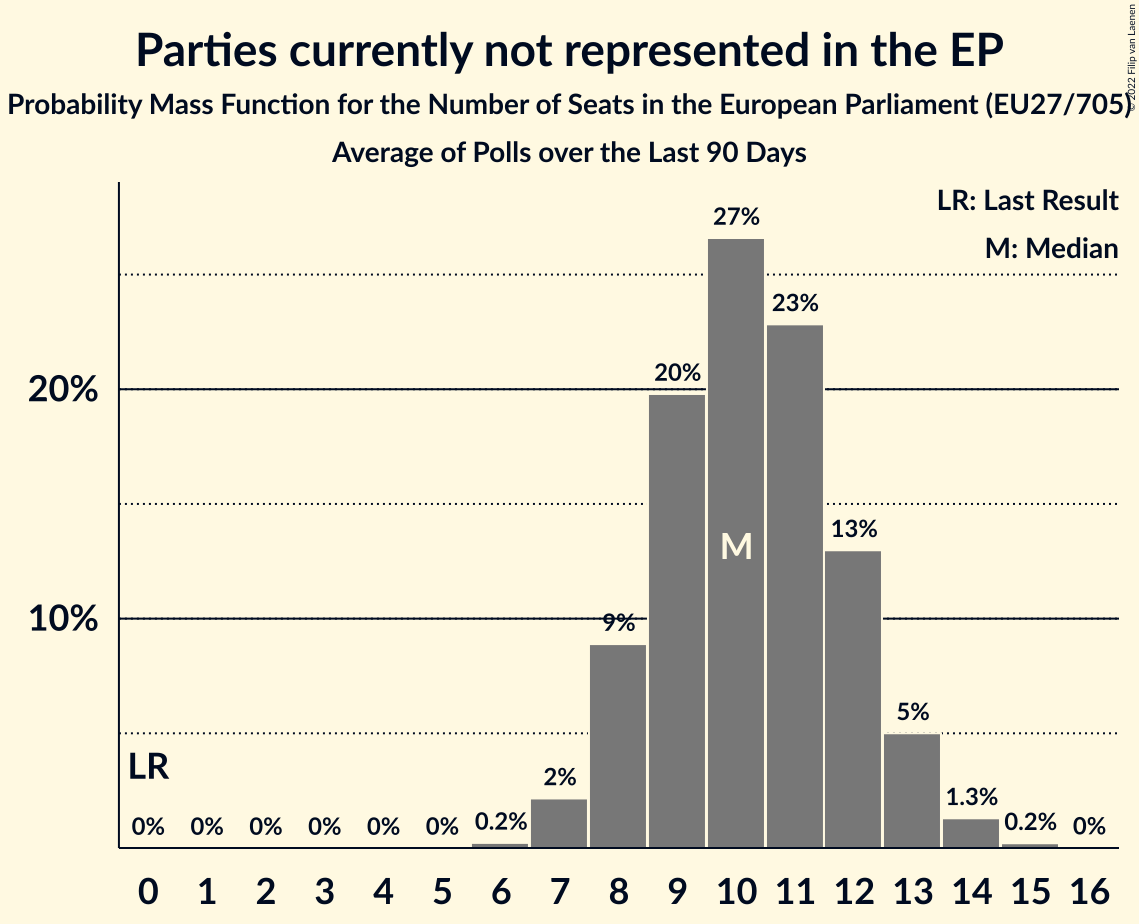 Parties currently not represented in the EP
Probability Mass Function for the Number of Seats in the European Parliament (EU27/705)
Average of Polls over the Last 90 Days
© 2022 Filip van Laenen
LR: Last Result
M: Median
27%
23%
20%
20%
M
13%
10%
9%
5%
LR
2%
1.3%
0% 0% 0% 0% 0% 0% 0.2% 0.2% 0%
0 1 2 3 4 5 6 7 8 9 10 11 12 13 14 15 16